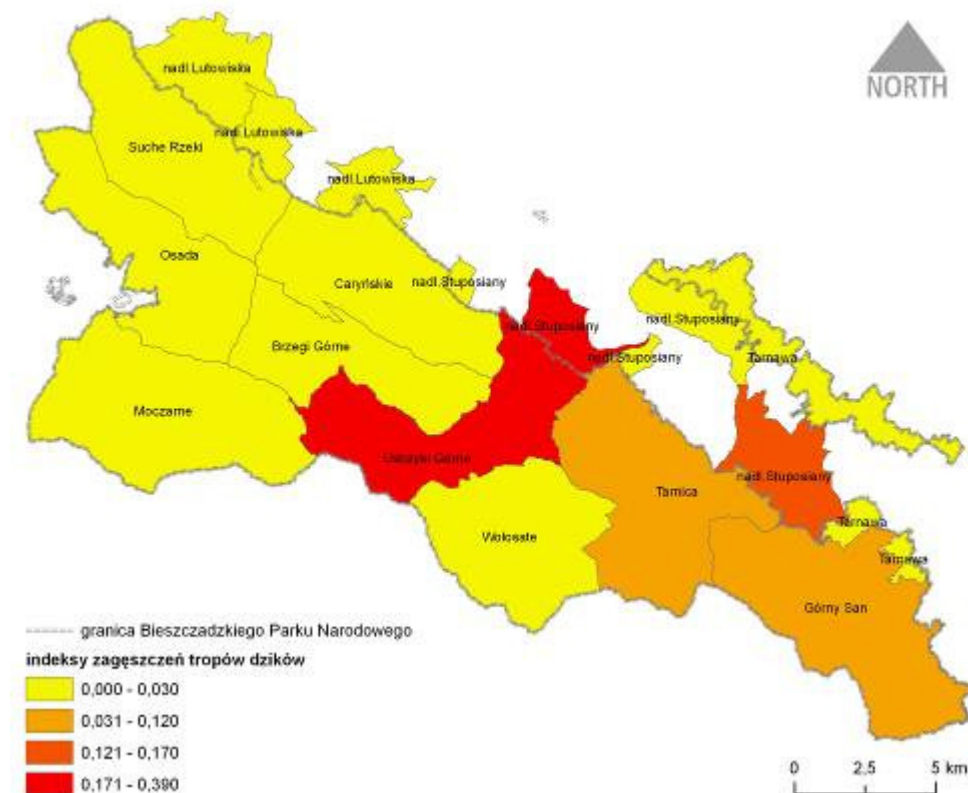 nadl.Lutowiska
NORTH
nadl.Lutowiska
Suche Rzeki
nadl.Lutowiska
Osada
Caryńskie
nadl.Stuposiany
nadl.Stuposiany
nadl.Stuposiany
Brzegi Górne
nadl.Stuposiany
Tarnawa
Moczarne
Ustrzyki Górne
nadl.Stuposiany
Tarnica
Tarnawa
Wołosate
Tarnawa
Górny San
granica Bieszczadzkiego Parku Narodowego
indeksy zagęszczeń tropów dzików
0,000 - 0,030
0,031 - 0,120
0,121 - 0,170
0,171 - 0,390
0 2,5 5 km